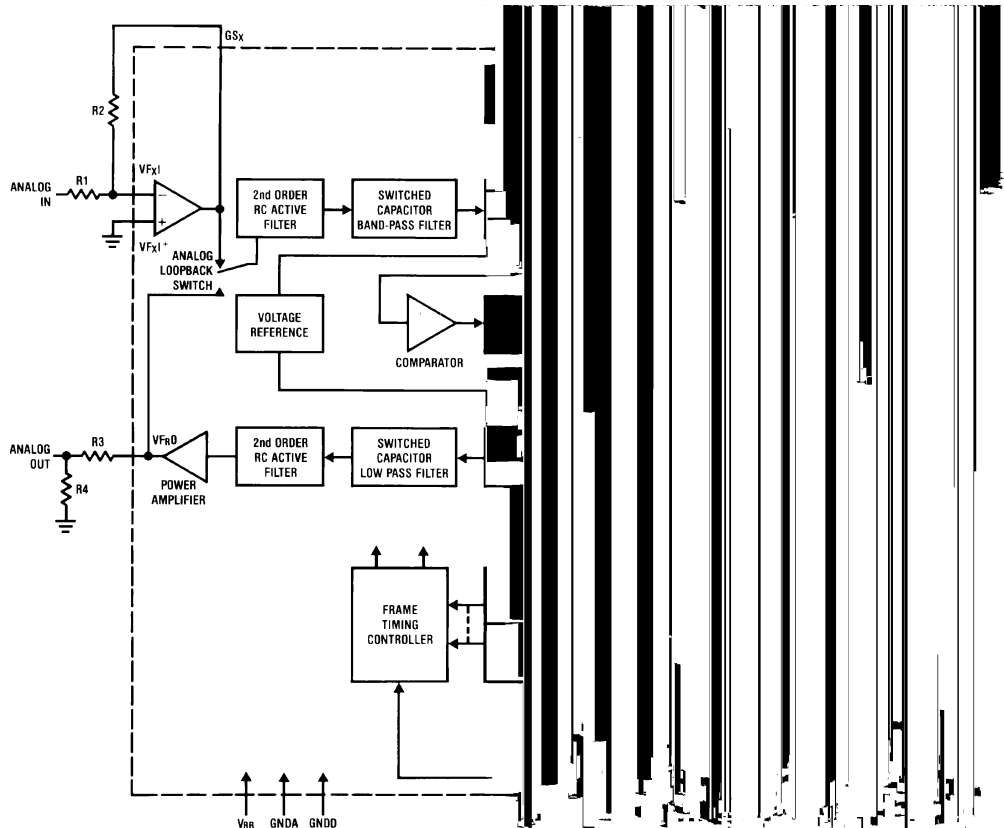 GSX
R2
VFXI
ANALOG
IN
R1
−
+
VFXI+
2nd ORDER
RC ACTIVE
FILTER
SWITCHED
CAPACITOR
BAND-PASS FILTER
ANALOG
LOOPBACK
SWITCH
VOLTAGE
REFERENCE
COMPARATOR
ANALOG
OUT
R3
R4
VFRO
POWER
AMPLIFIER
2nd ORDER
RC ACTIVE
FILTER
SWITCHED
CAPACITOR
LOW PASS FILTER
FRAME
TIMING
CONTROLLER
VBB
GNDA
GNDD